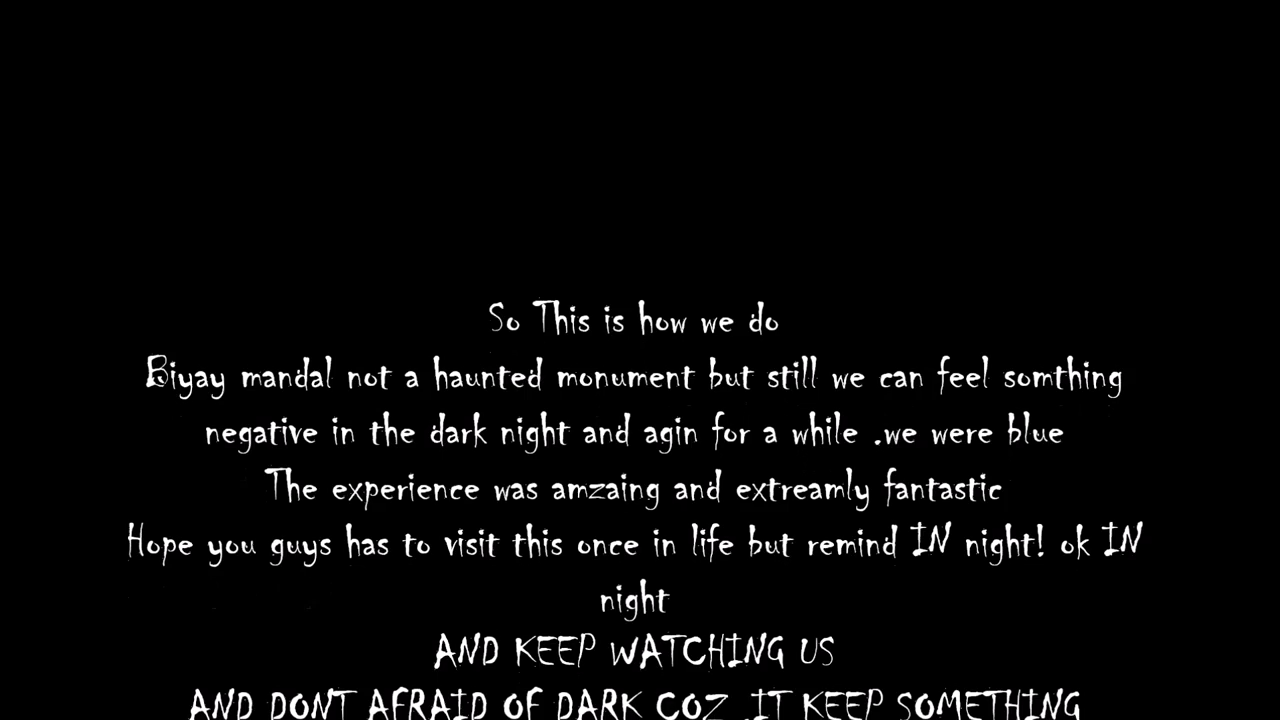 So This is how we do
Biyay mandal not a haunted monument but still we can feel somthing
negative in the dark night and agin for a while .we were blue
The experience was amzaing and extreamly fantastic
Hope you guys has to visit this once in life but remind IN night! ok IN
night
AND KEEP WATCHING US
AND DONT AFRAID OF DARK COZ .IT KEEP SOMETHING